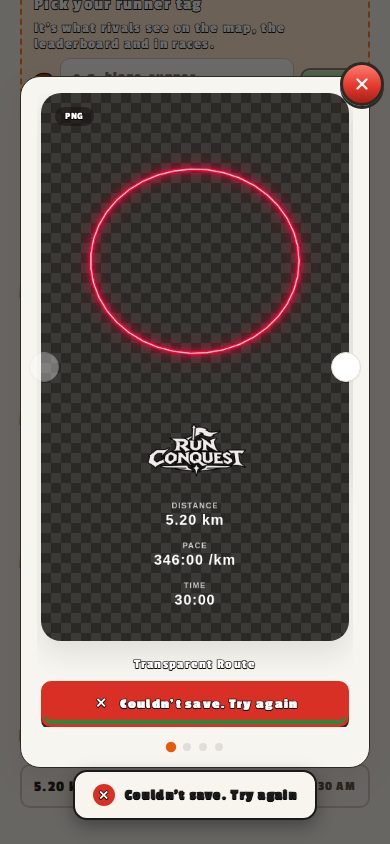 Pick your runner tag
It's what rivals see on the map, the
leaderboard and in races.
PNG
RUN
CONQUEST
DISTANCE
5.20 km
PACE
346:00 /km
TIME
30:00
Transparent Route
Couldn't save. Try again
5.20 k
30 AM
Couldn't save. Try again